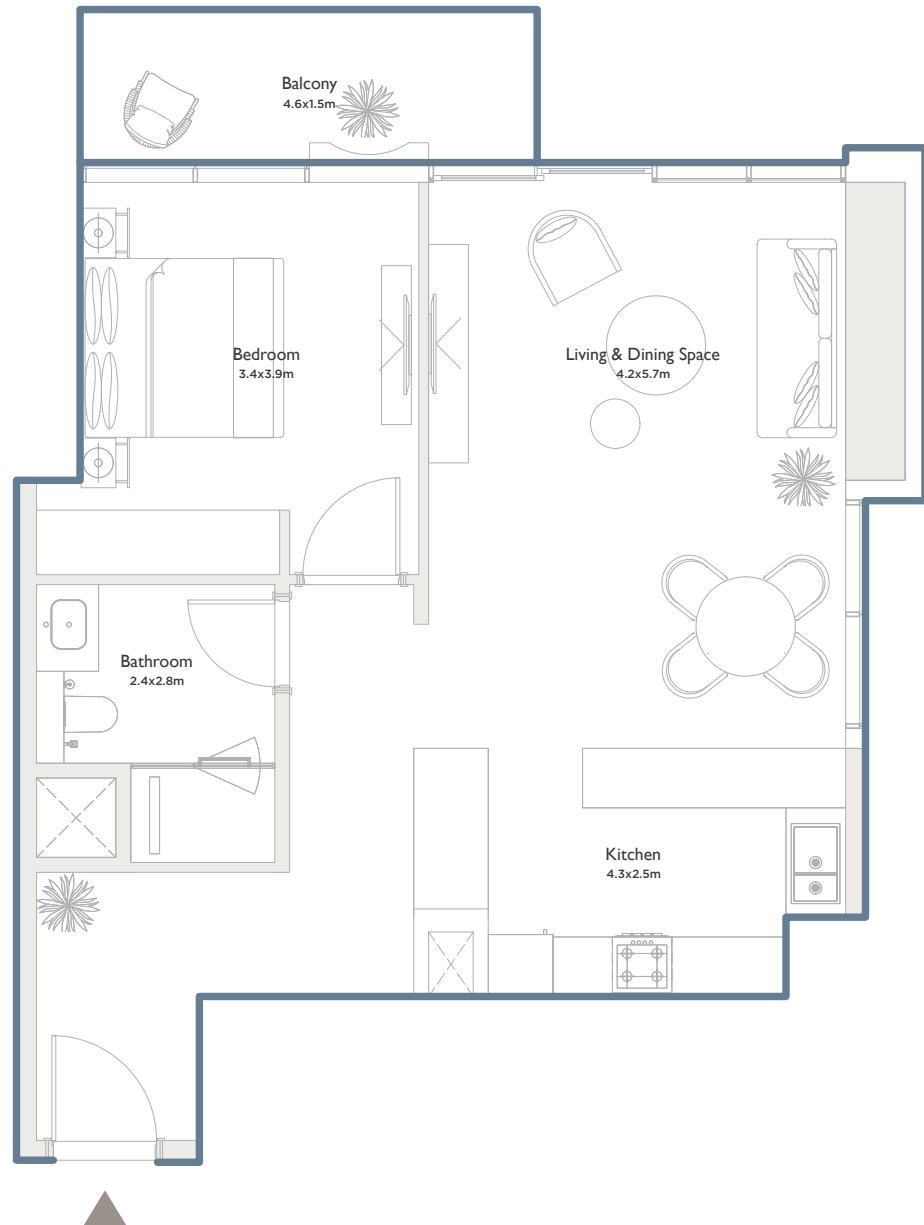 Balcony
4.6x1.5m
Bedroom
3.4x3.9m
Living & Dining Space
4.2x5.7m
Bathroom
2.4x2.8m
Kitchen
4.3x2.5m